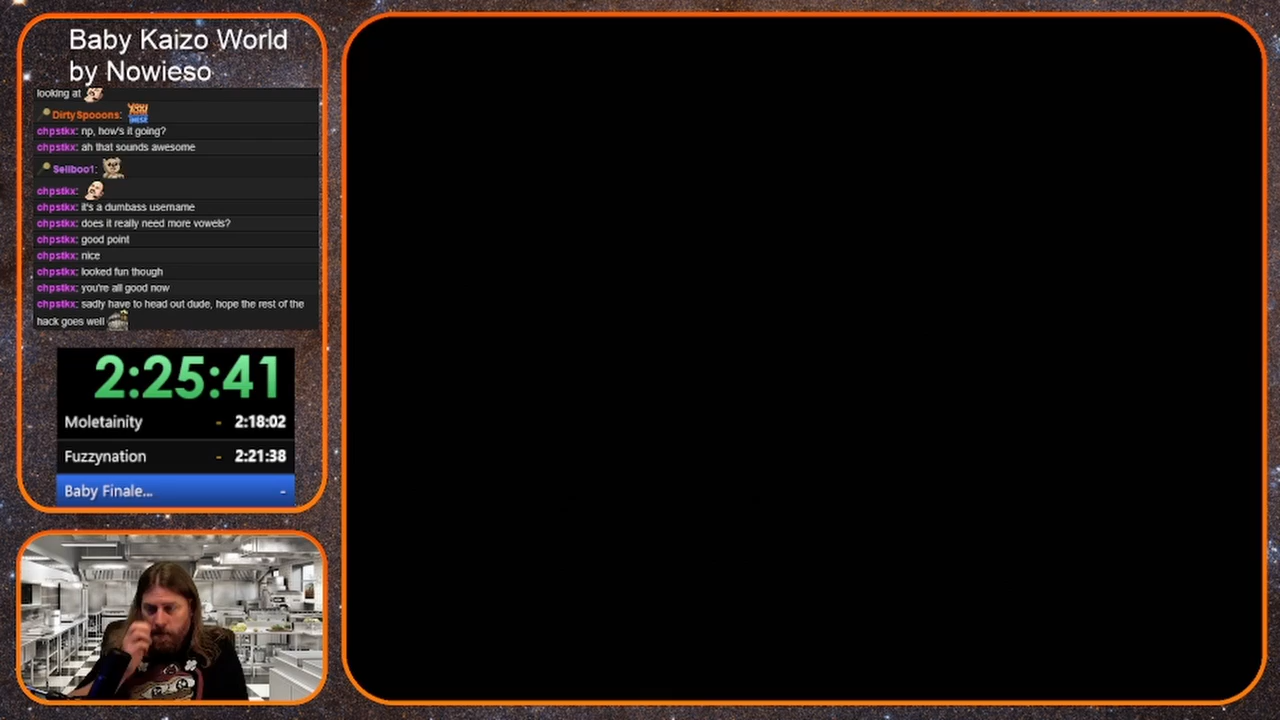 Baby Kaizo World
by Nowieso
looking at
DirtySpooons:
chpstkx: np, how's it going?
chpstkx: ah that sounds awesome
Sellboo1:
chpstkx:
chpstkx: it's a dumbass username
chpstkx: does it really need more vowels?
chpstkx: good point
chpstkx: nice
chpstkx: looked fun though
chpstkx: you're all good now
chpstkx: sadly have to head out dude, hope the rest of the
hack goes well
2:25:41
Moletainity - 2:18:02
Fuzzynation - 2:21:38
Baby Finale... -